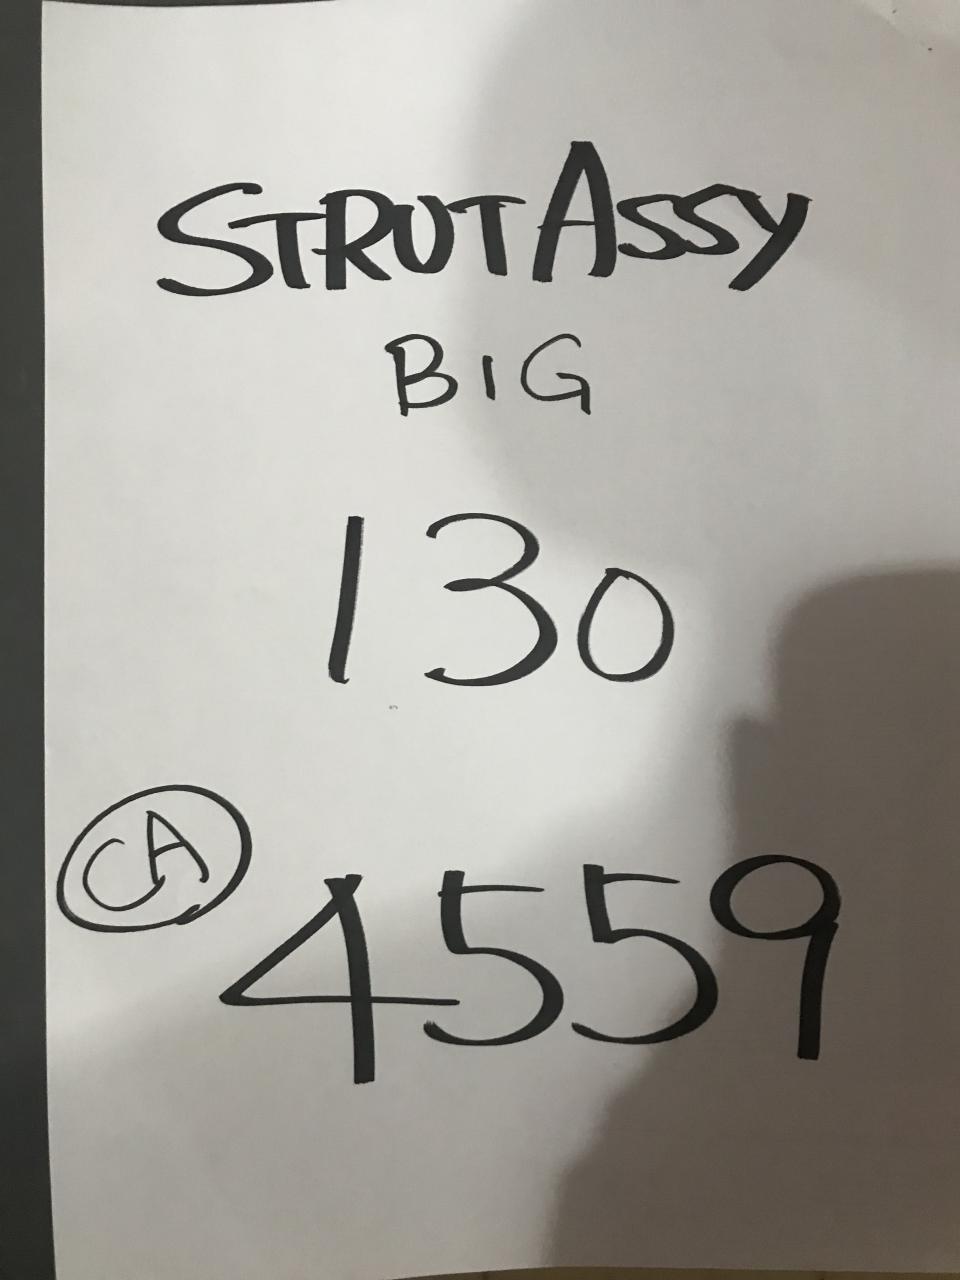 STRUT ASSY
BIG
130
CA
4559